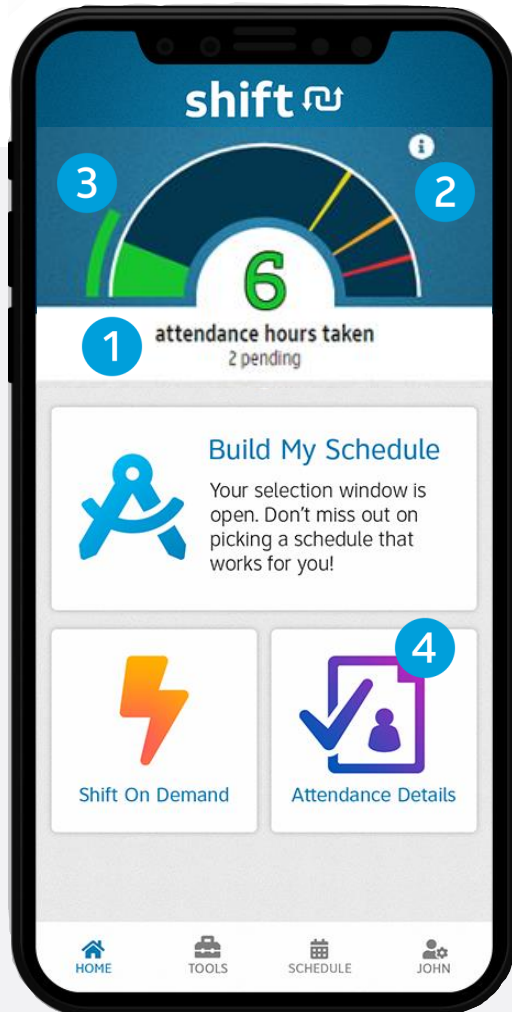 shift
3
2
6
1
attendance hours taken
2 pending
Build My Schedule
Your selection window is
open. Don't miss out on
picking a schedule that
works for you!
4
Shift On Demand
Attendance Details
HOME
TOOLS
SCHEDULE
JOHN